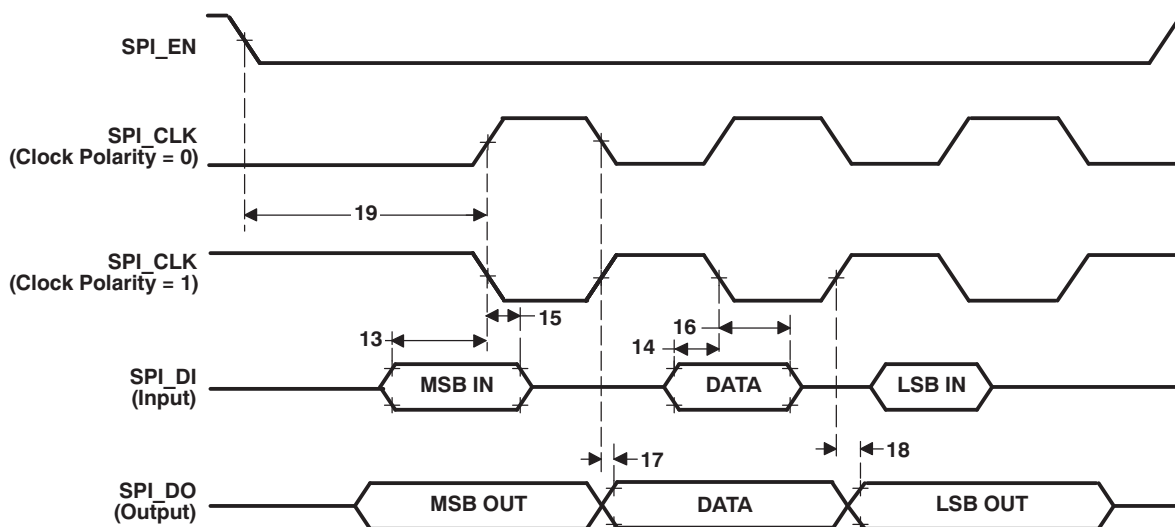 SPI_EN
SPI_CLK
(Clock Polarity = 0)
19
SPI_CLK
(Clock Polarity = 1)
15
13
16
14
SPI_DI
(Input)
MSB IN
DATA
LSB IN
17
18
SPI_DO
(Output)
MSB OUT
DATA
LSB OUT